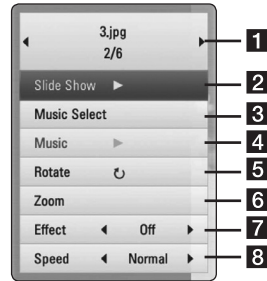 3.jpg 1
2/6
Slide Show 2
Music Select 3
Music 4
Rotate 5
Zoom 6
Effect Off 7
Speed Normal 8